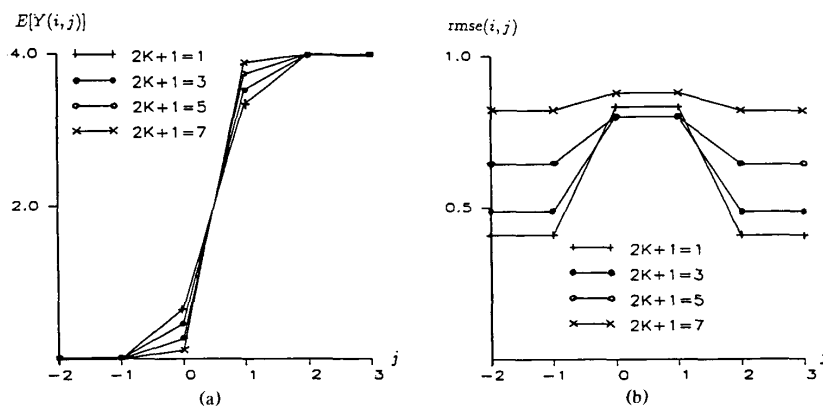 E[Y(i,j)]
4.0
2.0
2K+1=1
2K+1=3
2K+1=5
2K+1=7
-2 -1 0 1 2 3 j
(a)
rmse(i,j)
1.0
0.5
2K+1=1
2K+1=3
2K+1=5
2K+1=7
-2 -1 0 1 2 3 j
(b)